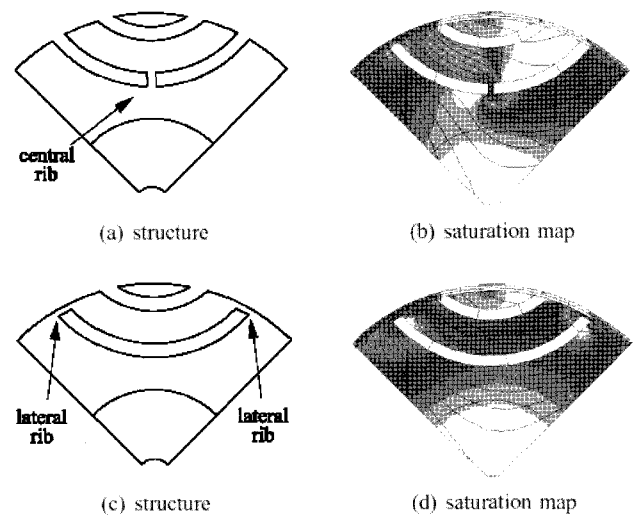 central
rib
(a) structure
(b) saturation map
lateral
rib
lateral
rib
(c) structure
(d) saturation map